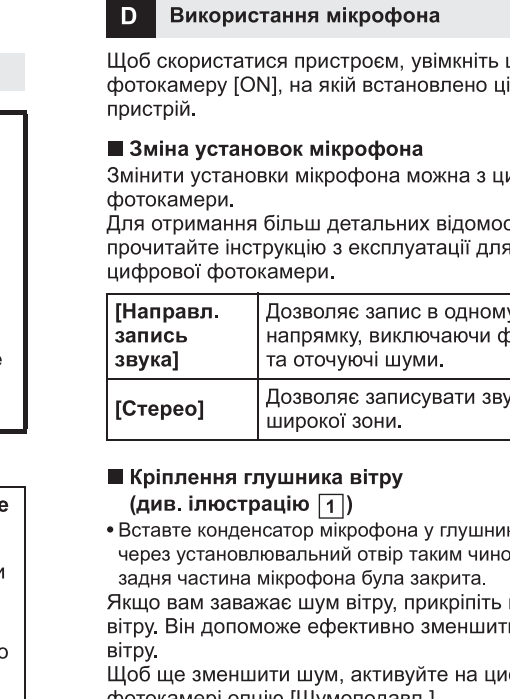 D Використання мікрофона
Щоб скористатися пристроєм, увімкніть
фотокамеру [ON], на якій встановлено
пристрій.
■ Зміна установок мікрофона
Змінити установки мікрофона можна з
фотокамери.
Для отримання більш детальних
прочитайте інструкцію з експлуатації для
цифрової фотокамери.
[Направл.
запись
звука]
Дозволяє запис в одному
напрямку, виключаючи
та оточуючі шуми.
[Стерео]
Дозволяє записувати
широкої зони.
■ Кріплення глушника вітру
(див. ілюстрацію 1)
• Вставте конденсатор мікрофона у
через установлювальний отвір таким
задня частина мікрофона була закрита.
Якщо вам заважає шум вітру, прикріпіть
вітру. Він допоможе ефективно
вітру.
Щоб ще зменшити шум, активуйте на
фотокамері опцію [Шумоподавл.]